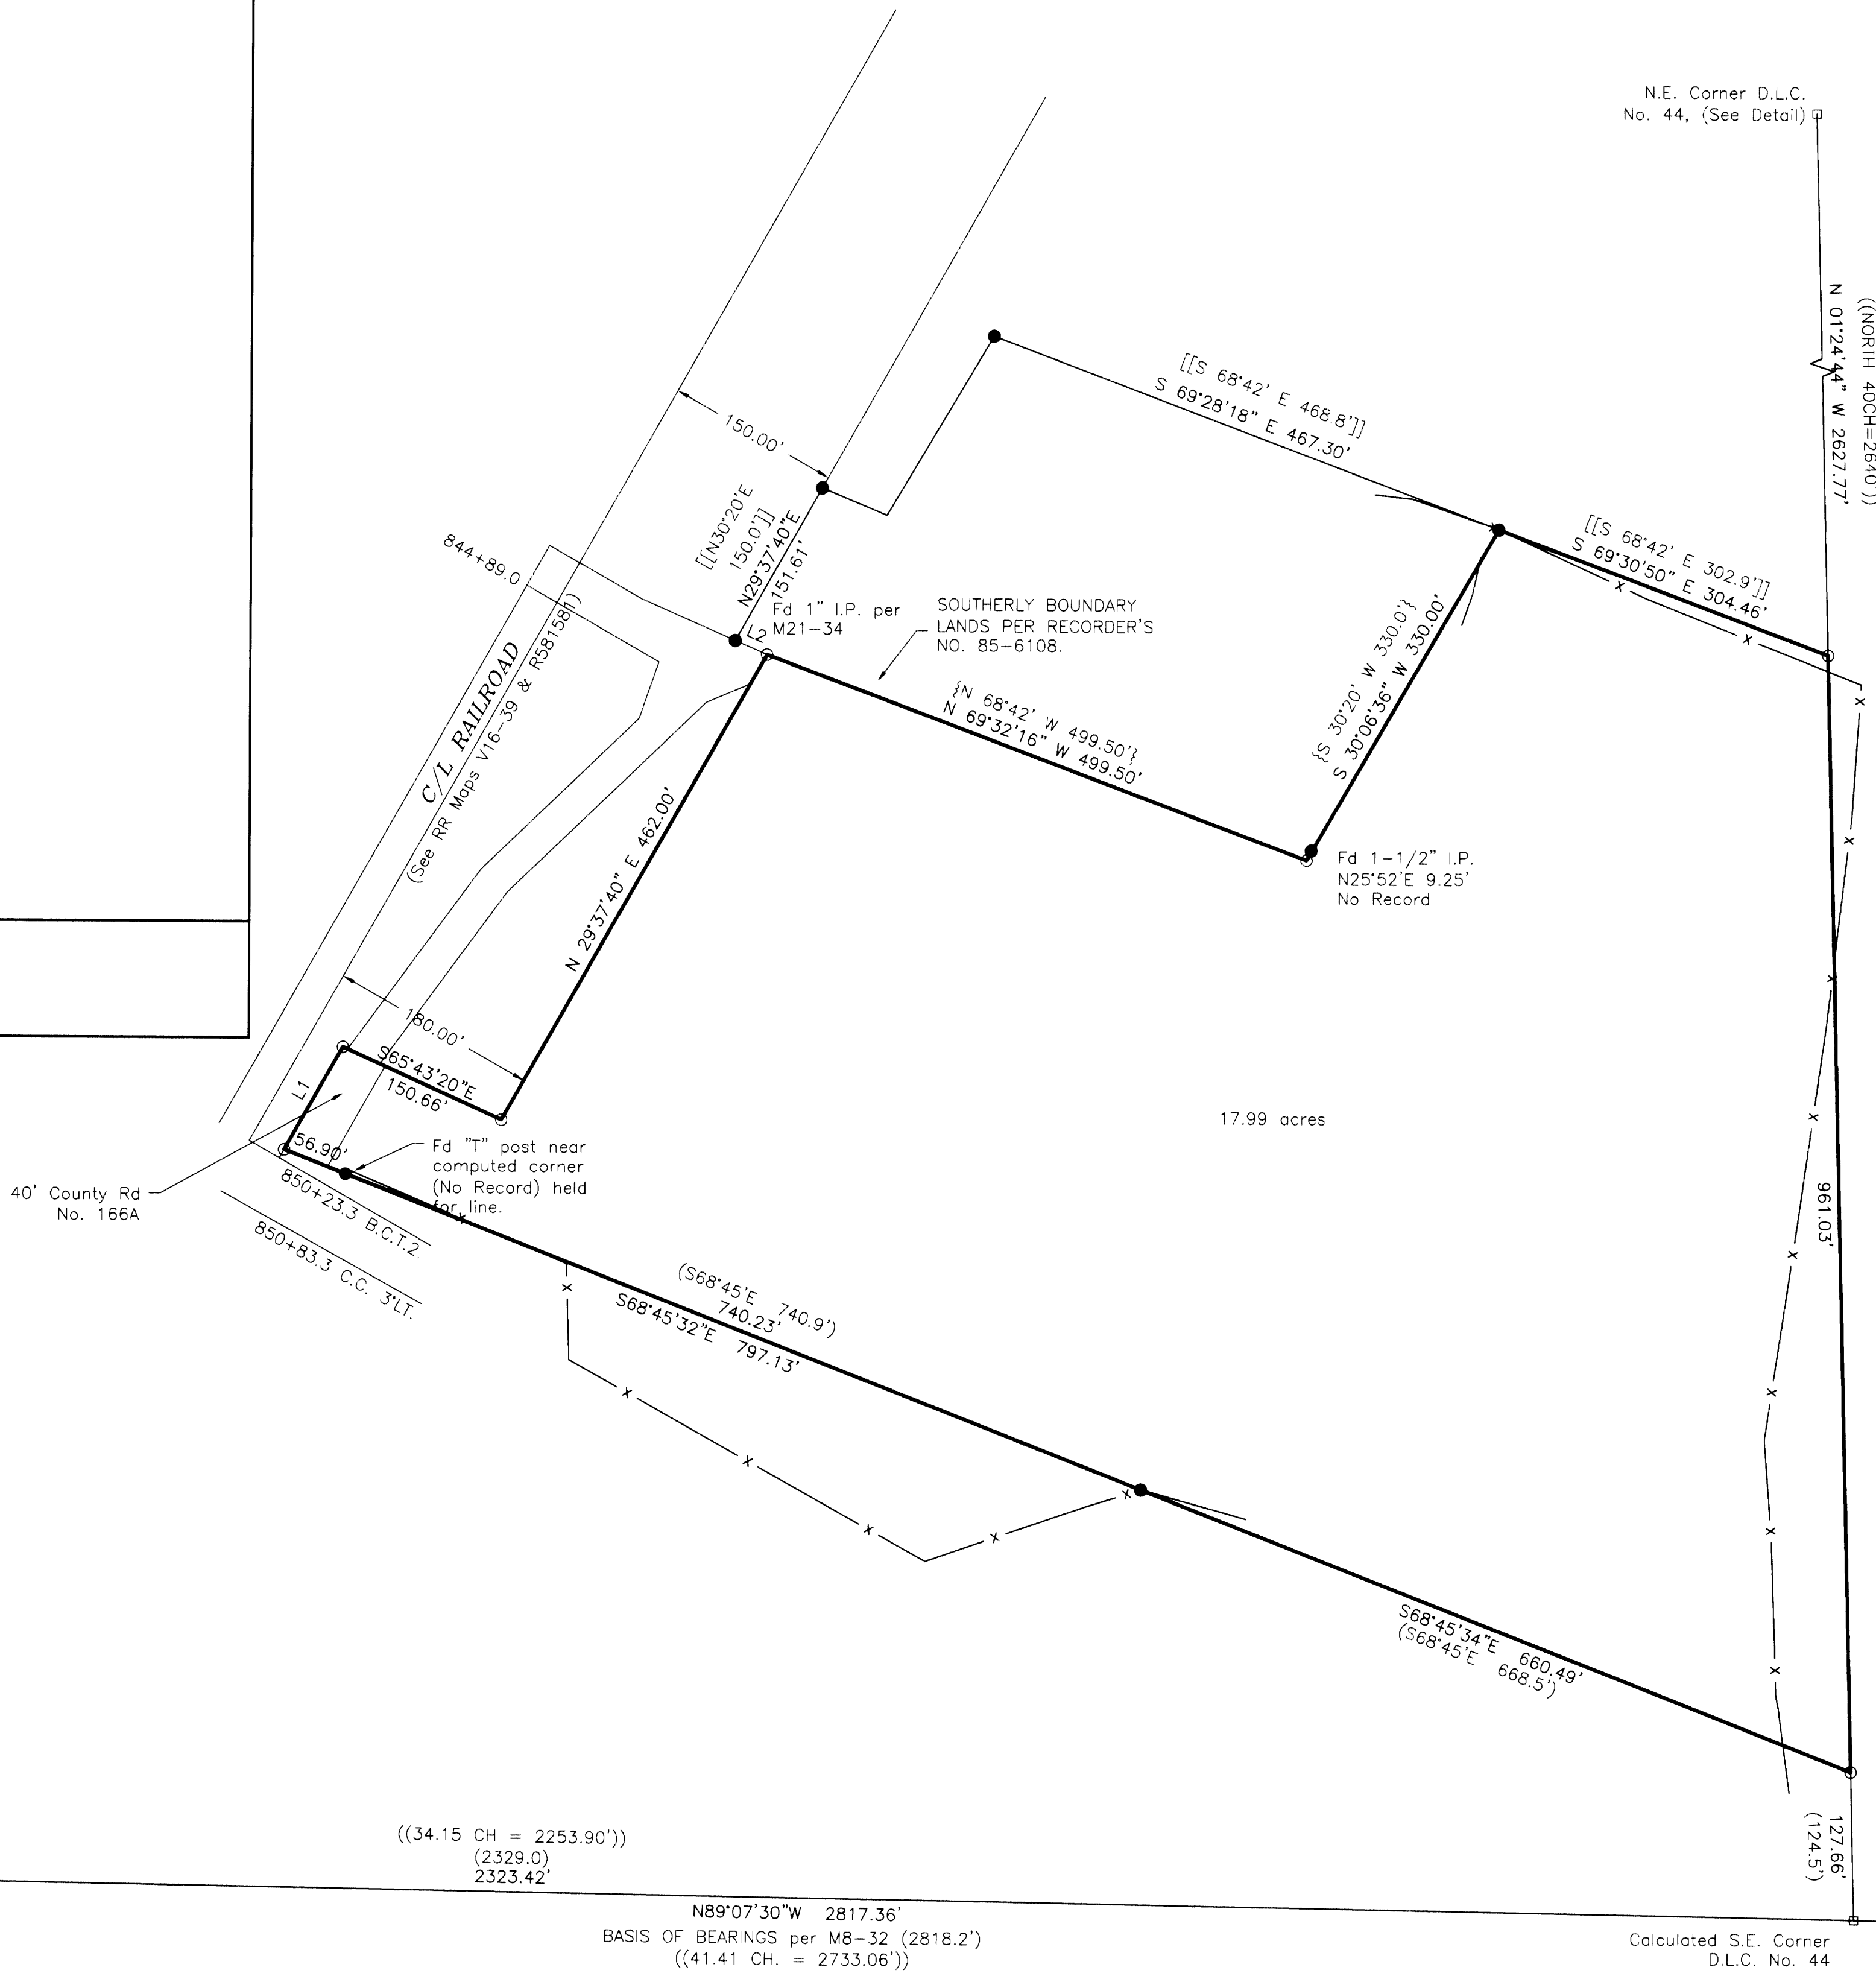 N.E. Corner D.L.C.
No. 44, (See Detail)
((NORTH 40CH=2640'))
N 01°24'44" W 2627.77'
[[S 68°42' E 468.8']]
S 69°28'18" E 467.30'
150.00'
[[N30°20'E
150.0']]
N29°37'40"E
151.61'
844+89.0
[[S 68°42' E 302.9']]
S 69°30'50" E 304.46'
Fd 1" I.P. per
M21-34
L2
SOUTHERLY BOUNDARY
LANDS PER RECORDER'S
NO. 85-6108.
{S 30°20' W 330.0'}
S 30°06'36" W 330.00'
C/L RAILROAD
(See RR Maps V16-39 & R581581)
{N 68°42' W 499.50'}
N 69°32'16" W 499.50'
N 29°37'40" E 462.00'
Fd 1-1/2" I.P.
N25°52'E 9.25'
No Record
180.00'
S65°43'20"E
150.66'
L1
17.99 acres
56.90'
Fd "T" post near
computed corner
(No Record) held
for line.
40' County Rd
No. 166A
850+23.3 B.C.T.2.
850+83.3 C.C. 3°LT.
961.03'
(S68°45'E 740.9')
740.23'
S68°45'32"E 797.13'
S68°45'34"E 660.49'
(S68°45'E 668.5')
127.66'
(124.5')
((34.15 CH = 2253.90'))
(2329.0)
2323.42'
N89°07'30"W 2817.36'
BASIS OF BEARINGS per M8-32 (2818.2')
((41.41 CH. = 2733.06'))
Calculated S.E. Corner
D.L.C. No. 44